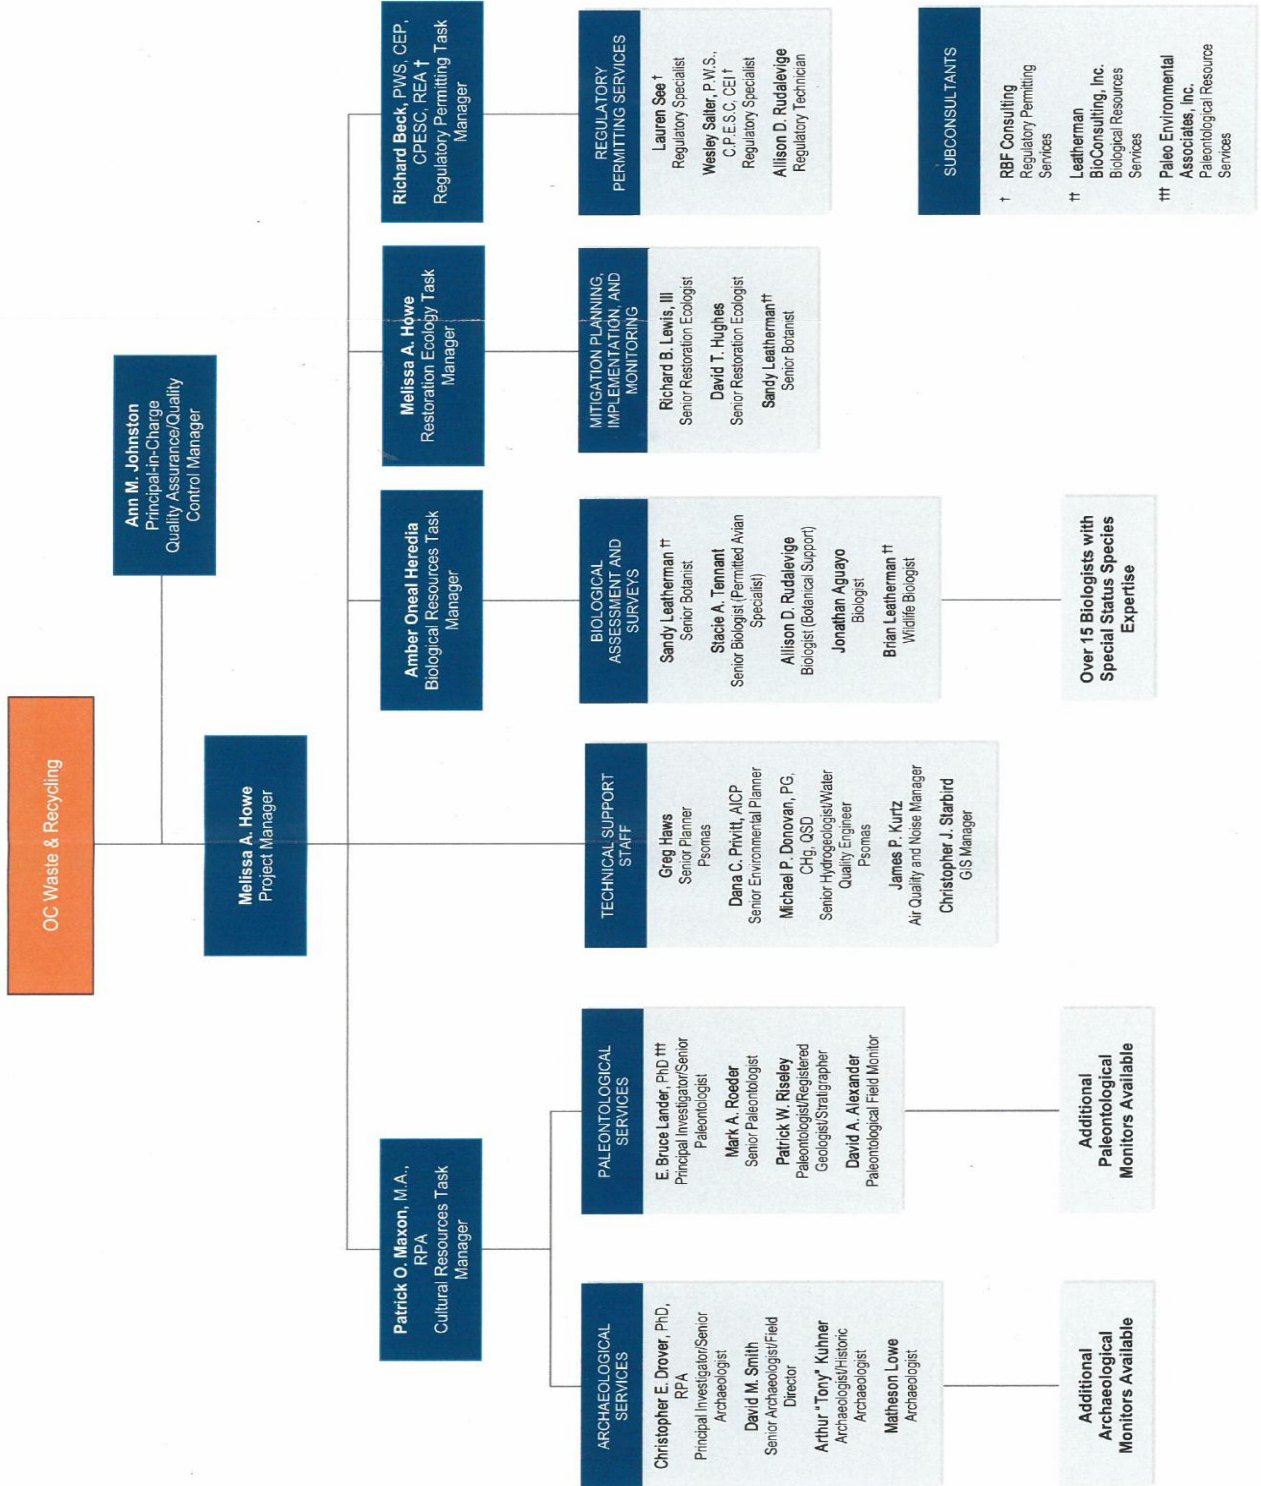 OC Waste & Recycling
Ann M. Johnston
Principal-in-Charge
Quality Assurance/Quality
Control Manager
Melissa A. Howe
Project Manager
Patrick O. Maxon, M.A.,
RPA
Cultural Resources Task
Manager
Amber Oneal Heredia
Biological Resources Task
Manager
Melissa A. Howe
Restoration Ecology Task
Manager
Richard Beck, PWS, CEP,
CPESC, REA †
Regulatory Permitting Task
Manager
ARCHAEOLOGICAL
SERVICES
Christopher E. Drover, PhD,
RPA
Principal Investigator/Senior
Archaeologist
David M. Smith
Senior Archaeologist/Field
Director
Arthur "Tony" Kuhner
Archaeologist/Historic
Archaeologist
Matheson Lowe
Archaeologist
Additional
Archaeological
Monitors Available
PALEONTOLOGICAL
SERVICES
E. Bruce Lander, PhD †††
Principal Investigator/Senior
Paleontologist
Mark A. Roeder
Senior Paleontologist
Patrick W. Riseley
Paleontologist/Registered
Geologist/Stratigrapher
David A. Alexander
Paleontological Field Monitor
Additional
Paleontological
Monitors Available
TECHNICAL SUPPORT
STAFF
Greg Haws
Senior Planner
Psomas
Dana C. Privitt, AICP
Senior Environmental Planner
Michael P. Donovan, PG,
CHg, QSD
Senior Hydrogeologist/Water
Quality Engineer
Psomas
James P. Kurtz
Air Quality and Noise Manager
Christopher J. Starbird
GIS Manager
BIOLOGICAL
ASSESSMENT AND
SURVEYS
Sandy Leatherman ††
Senior Botanist
Stacie A. Tennant
Senior Biologist (Permitted Avian
Specialist)
Allison D. Rudalevige
Biologist (Botanical Support)
Jonathan Aguayo
Biologist
Brian Leatherman ††
Wildlife Biologist
Over 15 Biologists with
Special Status Species
Expertise
MITIGATION PLANNING,
IMPLEMENTATION, AND
MONITORING
Richard B. Lewis, III
Senior Restoration Ecologist
David T. Hughes
Senior Restoration Ecologist
Sandy Leatherman††
Senior Botanist
REGULATORY
PERMITTING SERVICES
Lauren See †
Regulatory Specialist
Wesley Salter, P.W.S.,
C.P.E.S.C, CEI †
Regulatory Specialist
Allison D. Rudalevige
Regulatory Technician
SUBCONSULTANTS
† RBF Consulting
Regulatory Permitting
Services
†† Leatherman
BioConsulting, Inc.
Biological Resources
Services
††† Paleo Environmental
Associates, Inc.
Paleontological Resource
Services